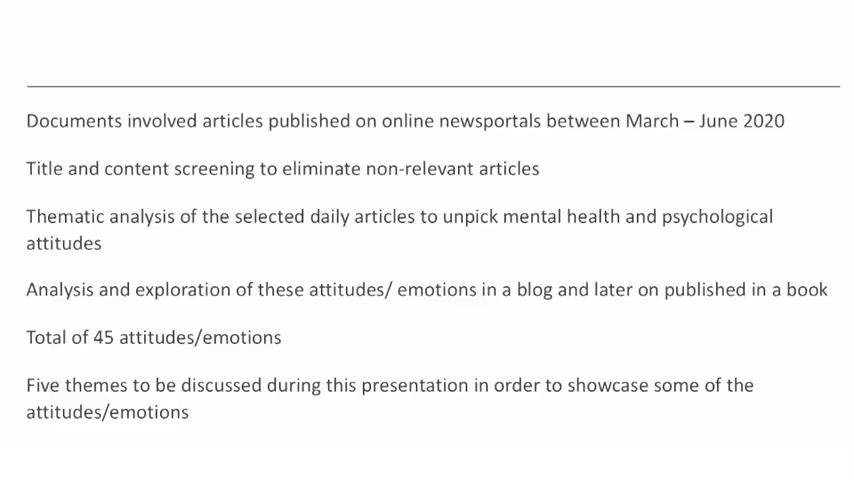 Documents involved articles published on online newsportals between March – June 2020
Title and content screening to eliminate non-relevant articles
Thematic analysis of the selected daily articles to unpick mental health and psychological
attitudes
Analysis and exploration of these attitudes/ emotions in a blog and later on published in a book
Total of 45 attitudes/emotions
Five themes to be discussed during this presentation in order to showcase some of the
attitudes/emotions